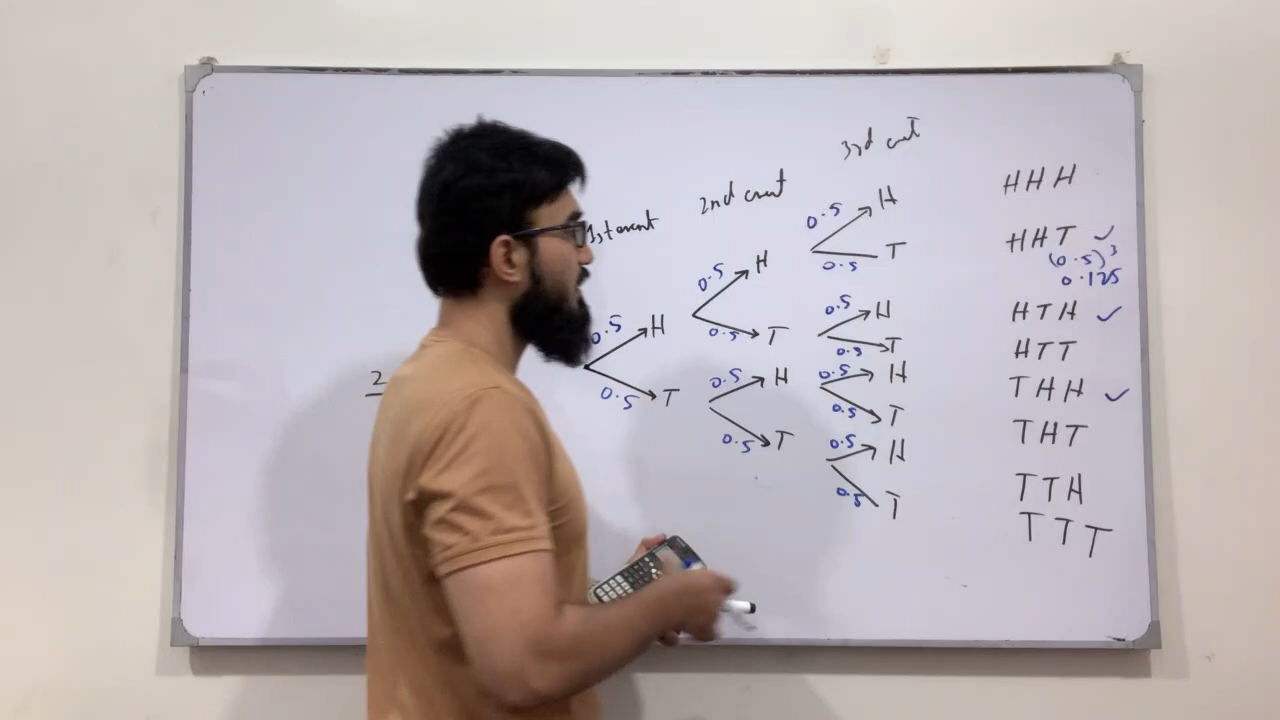 3rd event
2nd event
1st event
HHH
HHT ✓
(0.5)³
0.125
HTH ✓
HTT
THH ✓
THT
TTH
TTT
0.5 H
0.5 T
0.5 H
0.5 T
0.5 H
0.5 T
0.5 H
0.5 T
0.5 H
0.5 T
0.5 H
0.5 T
0.5 H
0.5 T
2